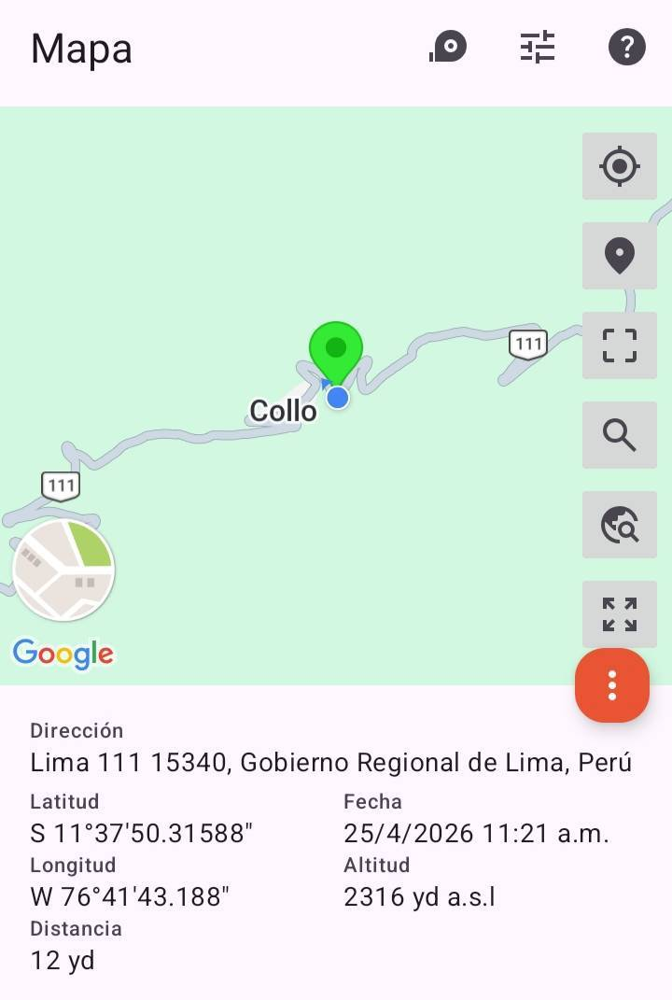 Mapa
111
Collo
111
Google
Dirección
Lima 111 15340, Gobierno Regional de Lima, Perú
Latitud
S 11°37'50.31588"
Fecha
25/4/2026 11:21 a.m.
Longitud
W 76°41'43.188"
Altitud
2316 yd a.s.l
Distancia
12 yd